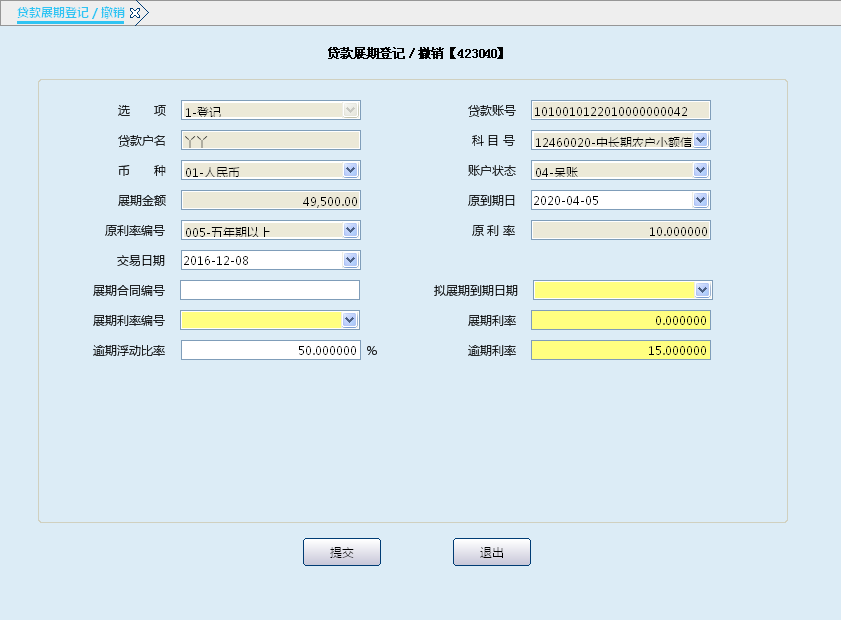 贷款展期登记 / 撤销
贷款展期登记 / 撤销【423040】
选 项 1-登记 贷款账号 1010010122010000000042
贷款户名 丫丫 科 目 号 12460020-中长期农户小额信
币 种 01-人民币 账户状态 04-呆账
展期金额 49,500.00 原到期日 2020-04-05
原利率编号 005-五年期以上 原 利 率 10.000000
交易日期 2016-12-08
展期合同编号 拟展期到期日期
展期利率编号 展期利率 0.000000
逾期浮动比率 50.000000 % 逾期利率 15.000000
提交 退出